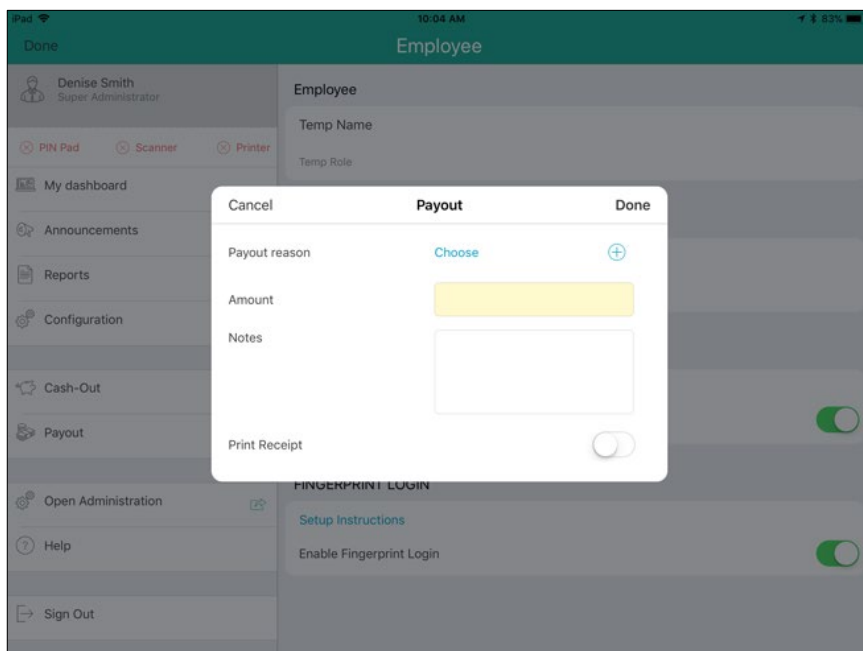 iPad 10:04 AM 83%
Done Employee
Denise Smith
Super Administrator
PIN Pad Scanner Printer
My dashboard
Announcements
Reports
Configuration
Cash-Out
Payout
Open Administration
Help
Sign Out
Employee
Temp Name
Temp Role
Cancel Payout Done
Payout reason Choose
Amount
Notes
Print Receipt
FINGERPRINT LOGIN
Setup Instructions
Enable Fingerprint Login